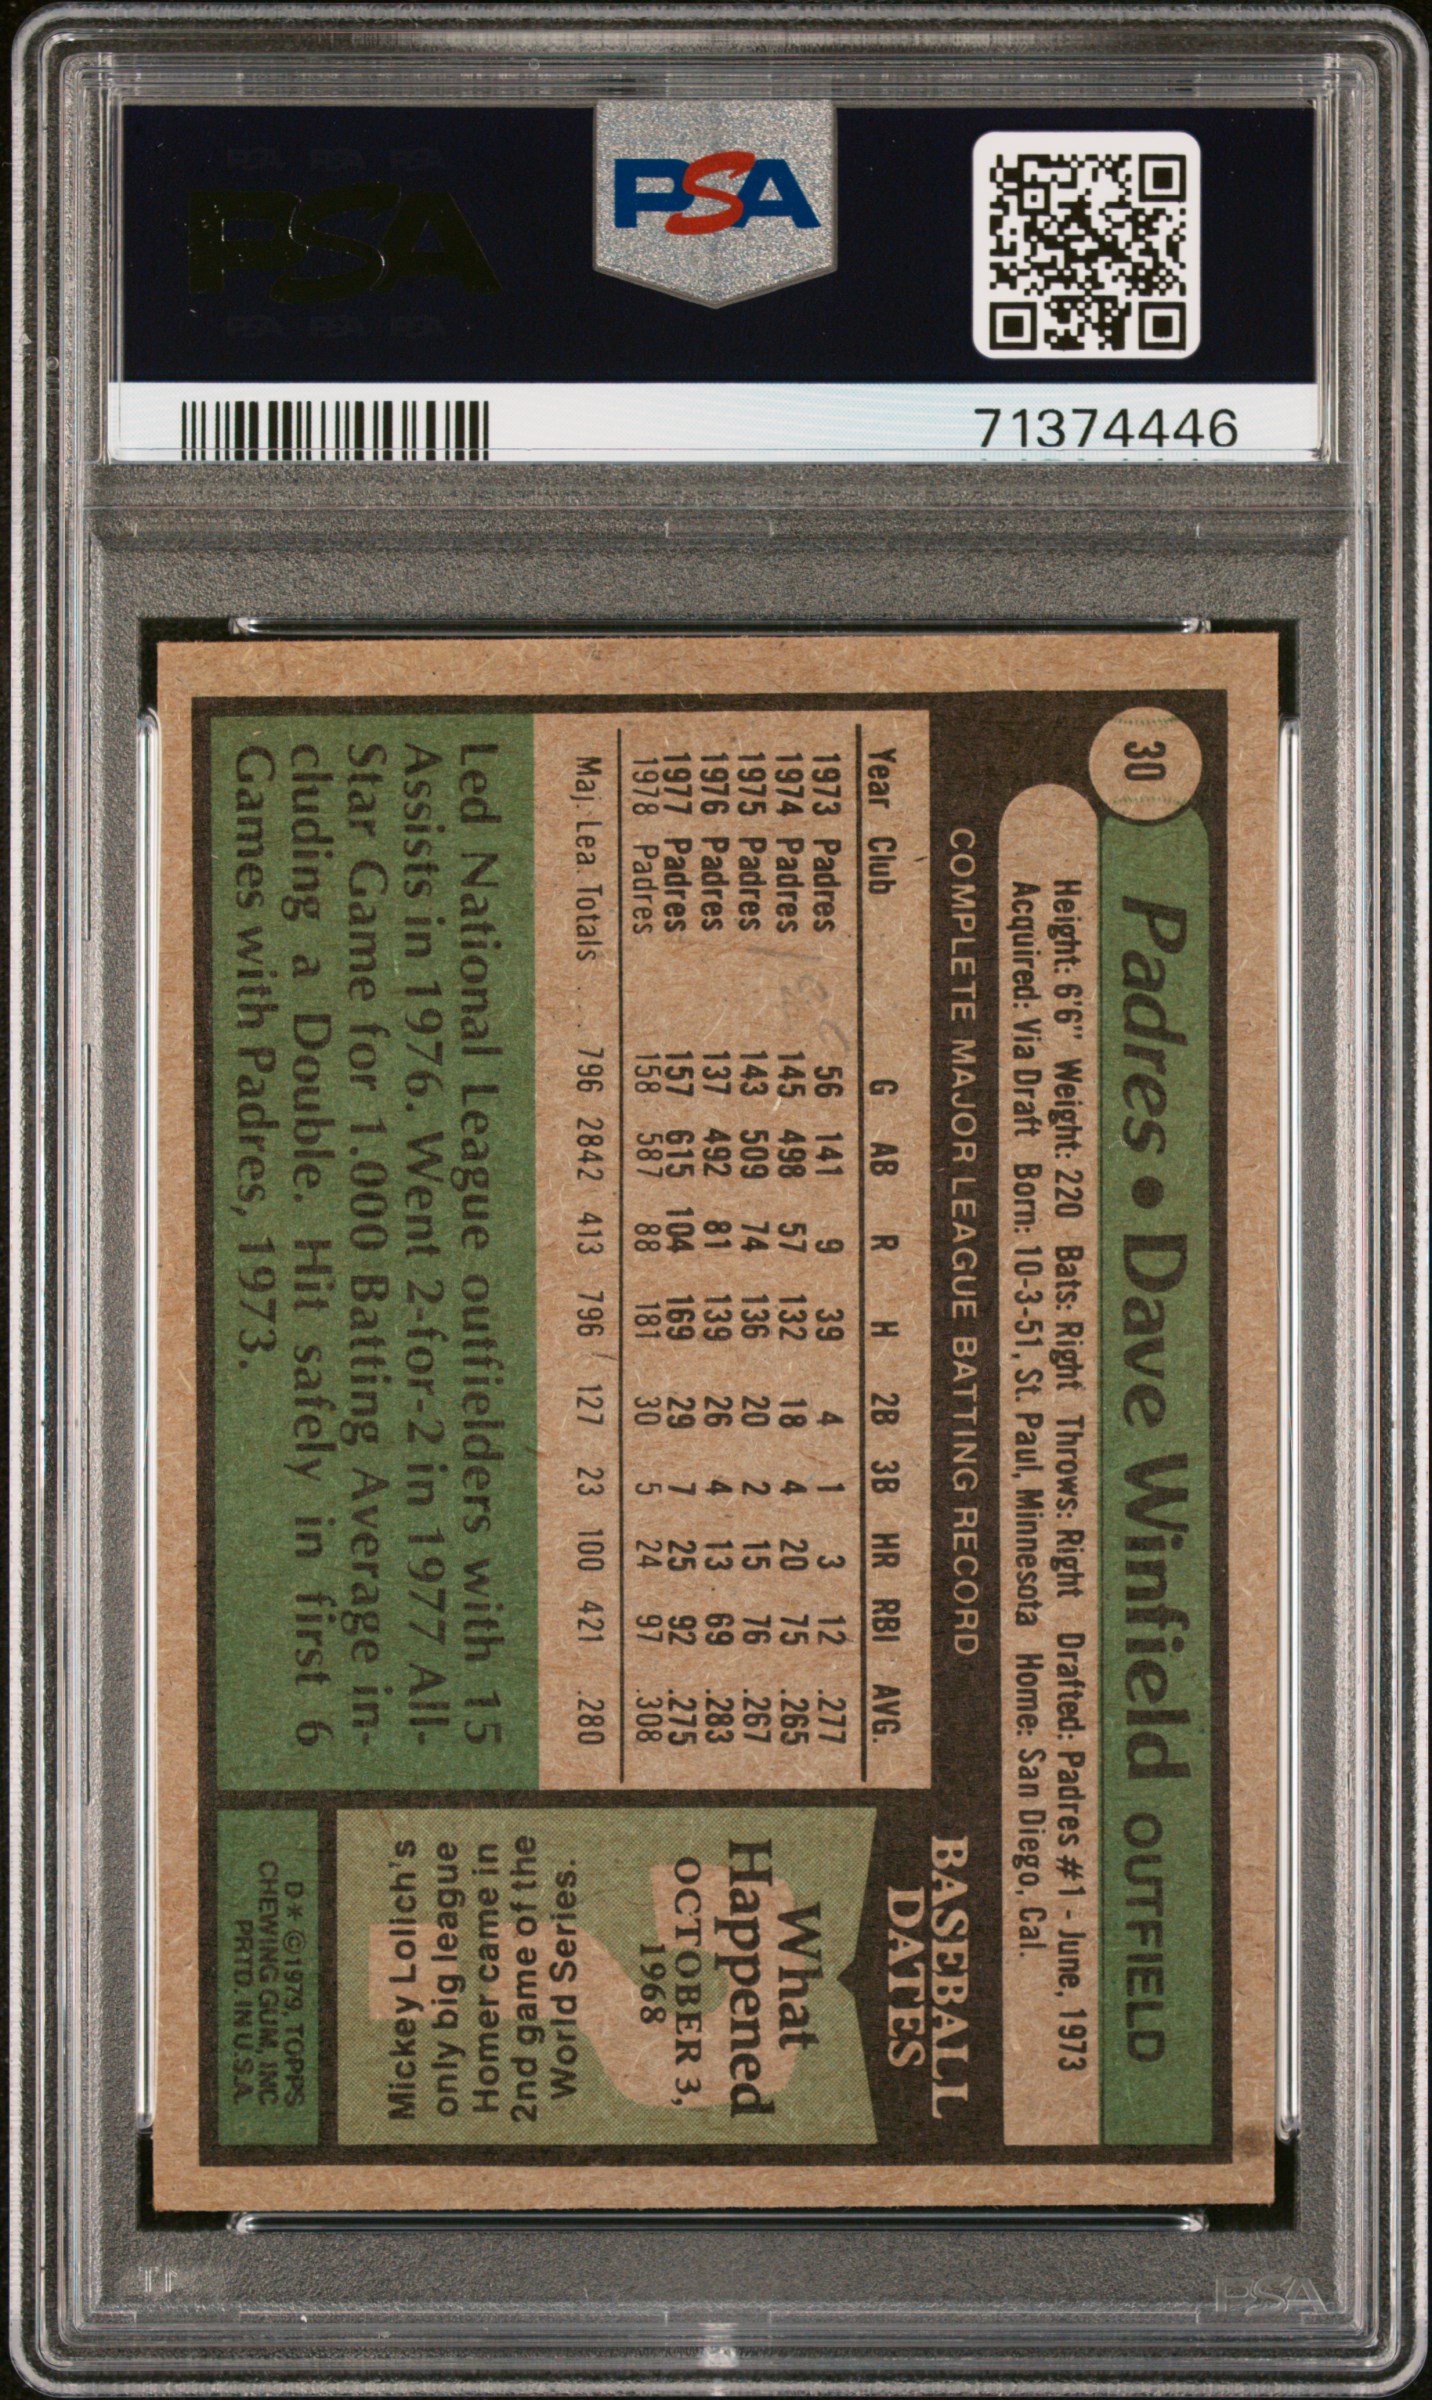 PSA PSA PSA
PSA
PSA PSA PSA
PSA
71374446
30
Padres • Dave Winfield OUTFIELD
Height: 6'6" Weight: 220 Bats: Right Throws: Right Drafted: Padres #1 - June, 1973
Acquired: Via Draft Born: 10-3-51, St. Paul, Minnesota Home: San Diego, Cal.
COMPLETE MAJOR LEAGUE BATTING RECORD
Year Club G AB R H 2B 3B HR RBI AVG.
1973 Padres 56 141 9 39 4 1 3 12 .277
1974 Padres 145 498 57 132 18 4 20 75 .265
1975 Padres 143 509 74 136 20 2 15 76 .267
1976 Padres 137 492 81 139 26 4 13 69 .283
1977 Padres 157 615 104 169 29 7 25 92 .275
1978 Padres 158 587 88 181 30 5 24 97 .308
Maj. Lea. Totals . . . 796 2842 413 796 127 23 100 421 .280
Led National League outfielders with 15
Assists in 1976. Went 2-for-2 in 1977 All-
Star Game for 1.000 Batting Average in-
cluding a Double. Hit safely in first 6
Games with Padres, 1973.
BASEBALL
DATES
What
Happened
OCTOBER 3,
1968
World Series.
2nd game of the
Homer came in
only big league
Mickey Lolich's
D* © 1979, TOPPS
CHEWING GUM, INC
PRTD. IN U.S.A.
PSA